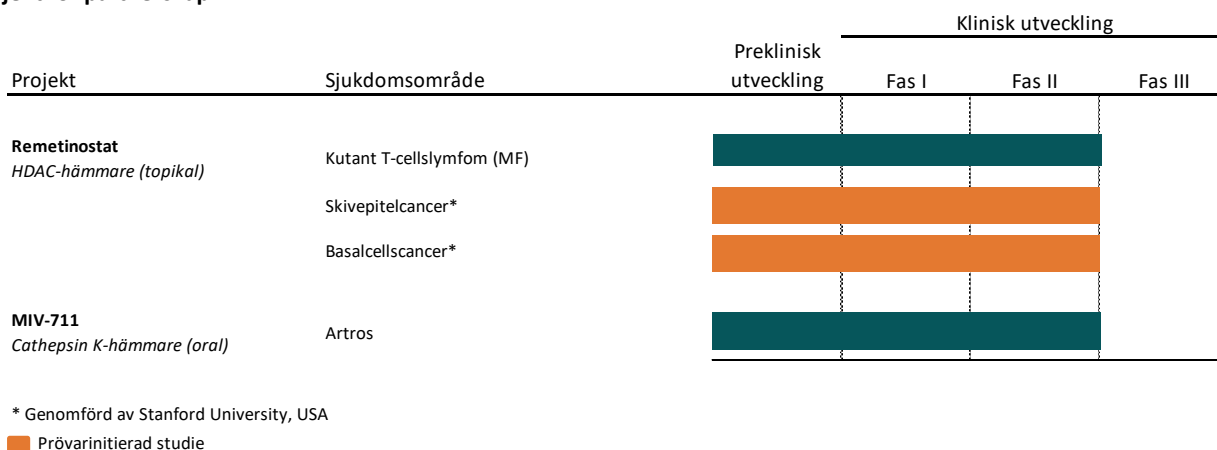 Klinisk utveckling
Preklinisk
Projekt Sjukdomsområde utveckling Fas I Fas II Fas III
Remetinostat
HDAC-hämmare (topikal)
Kutant T-cellslymfom (MF)
Skivepitelcancer*
Basalcellscancer*
MIV-711
Cathepsin K-hämmare (oral)
Artros
* Genomförd av Stanford University, USA
Prövarinitierad studie